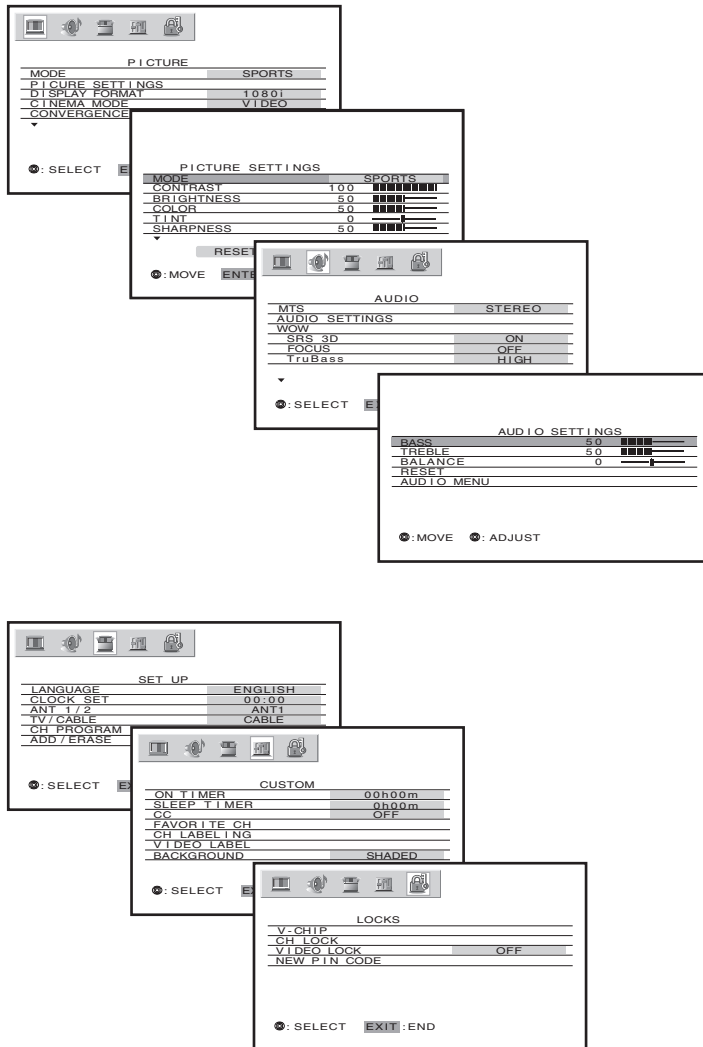 PICTURE
MODE SPORTS
PICURE SETTINGS
DISPLAY FORMAT 1080i
CINEMA MODE VIDEO
CONVERGENCE
: SELECT E
PICTURE SETTINGS
MODE SPORTS
CONTRAST 100
BRIGHTNESS 50
COLOR 50
TINT 0
SHARPNESS 50
RESET
:MOVE ENTE
AUDIO
MTS STEREO
AUDIO SETTINGS
WOW
SRS 3D ON
FOCUS OFF
TruBass HIGH
:SELECT E
AUDIO SETTINGS
BASS 50
TREBLE 50
BALANCE 0
RESET
AUDIO MENU
:MOVE : ADJUST
SET UP
LANGUAGE ENGLISH
CLOCK SET 00:00
ANT 1/2 ANT1
TV/CABLE CABLE
CH PROGRAM
ADD/ERASE
: SELECT E
CUSTOM
ON TIMER 00h00m
SLEEP TIMER 0h00m
CC OFF
FAVORITE CH
CH LABELING
VIDEO LABEL
BACKGROUND SHADED
: SELECT E
LOCKS
V-CHIP
CH LOCK
VIDEO LOCK OFF
NEW PIN CODE
: SELECT EXIT :END